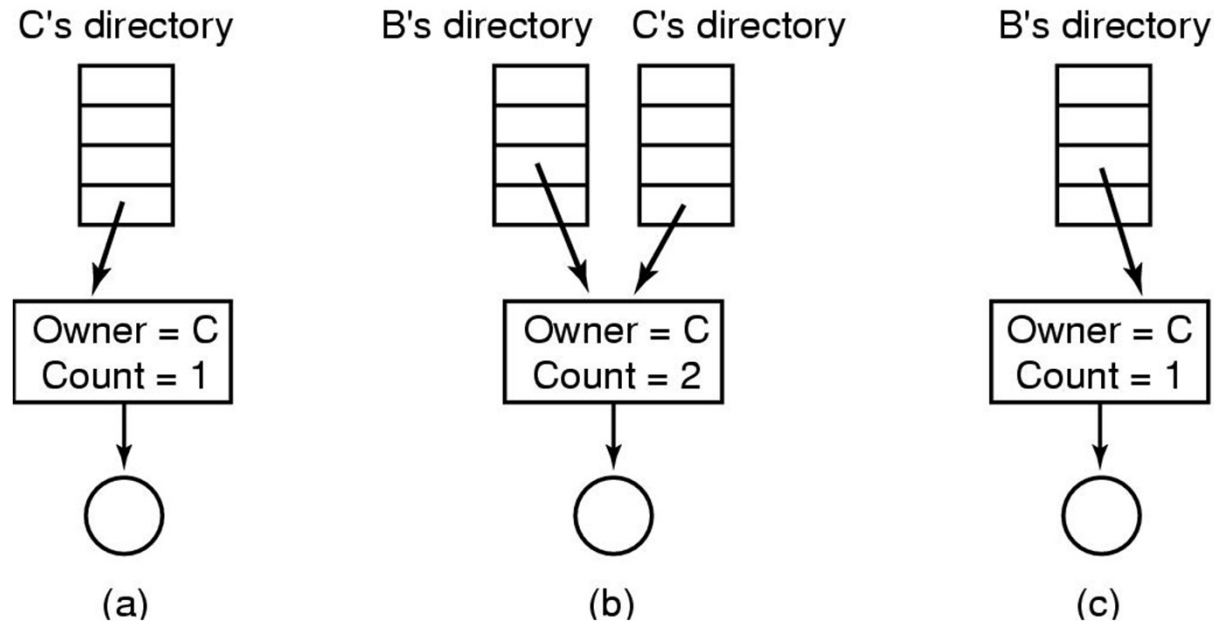 C's directory
B's directory
C's directory
B's directory
Owner = C
Count = 1
Owner = C
Count = 2
Owner = C
Count = 1
(a)
(b)
(c)